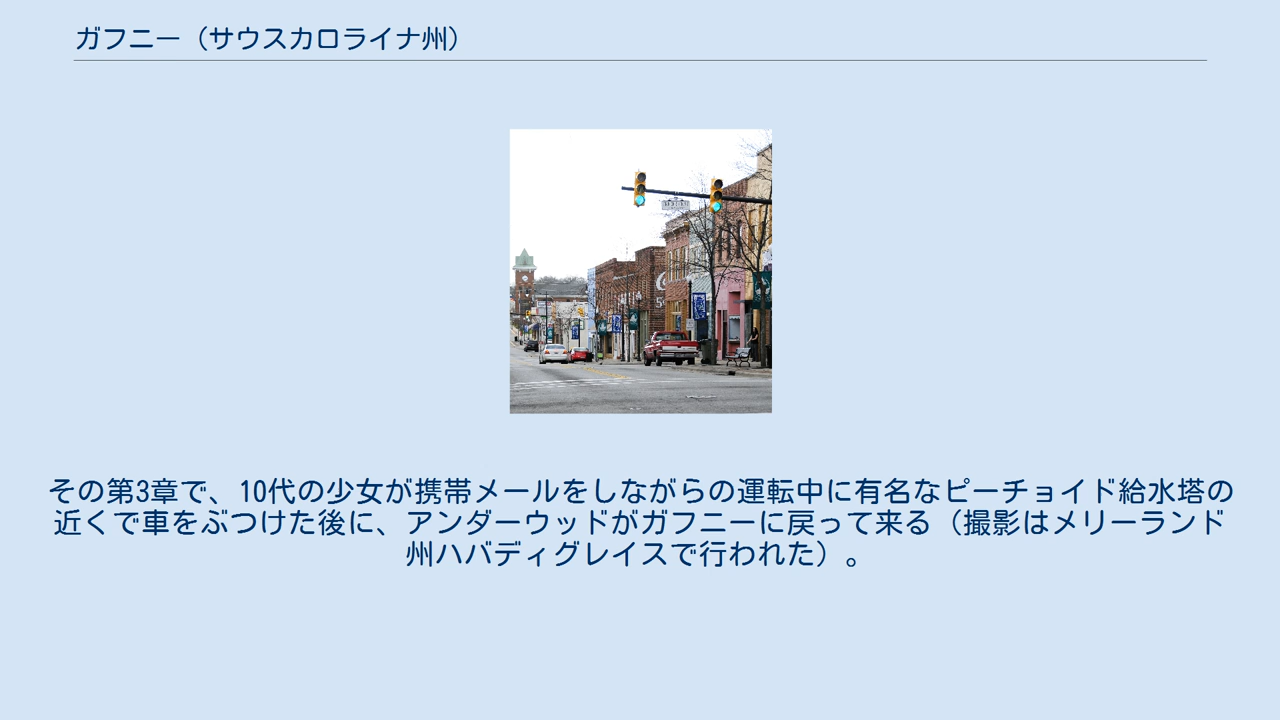 ガフニー（サウスカロライナ州）
その第3章で、10代の少女が携帯メールをしながらの運転中に有名なピーチョイド給水塔の
近くで車をぶつけた後に、アンダーウッドがガフニーに戻って来る（撮影はメリーランド
州ハバディグレイスで行われた）。